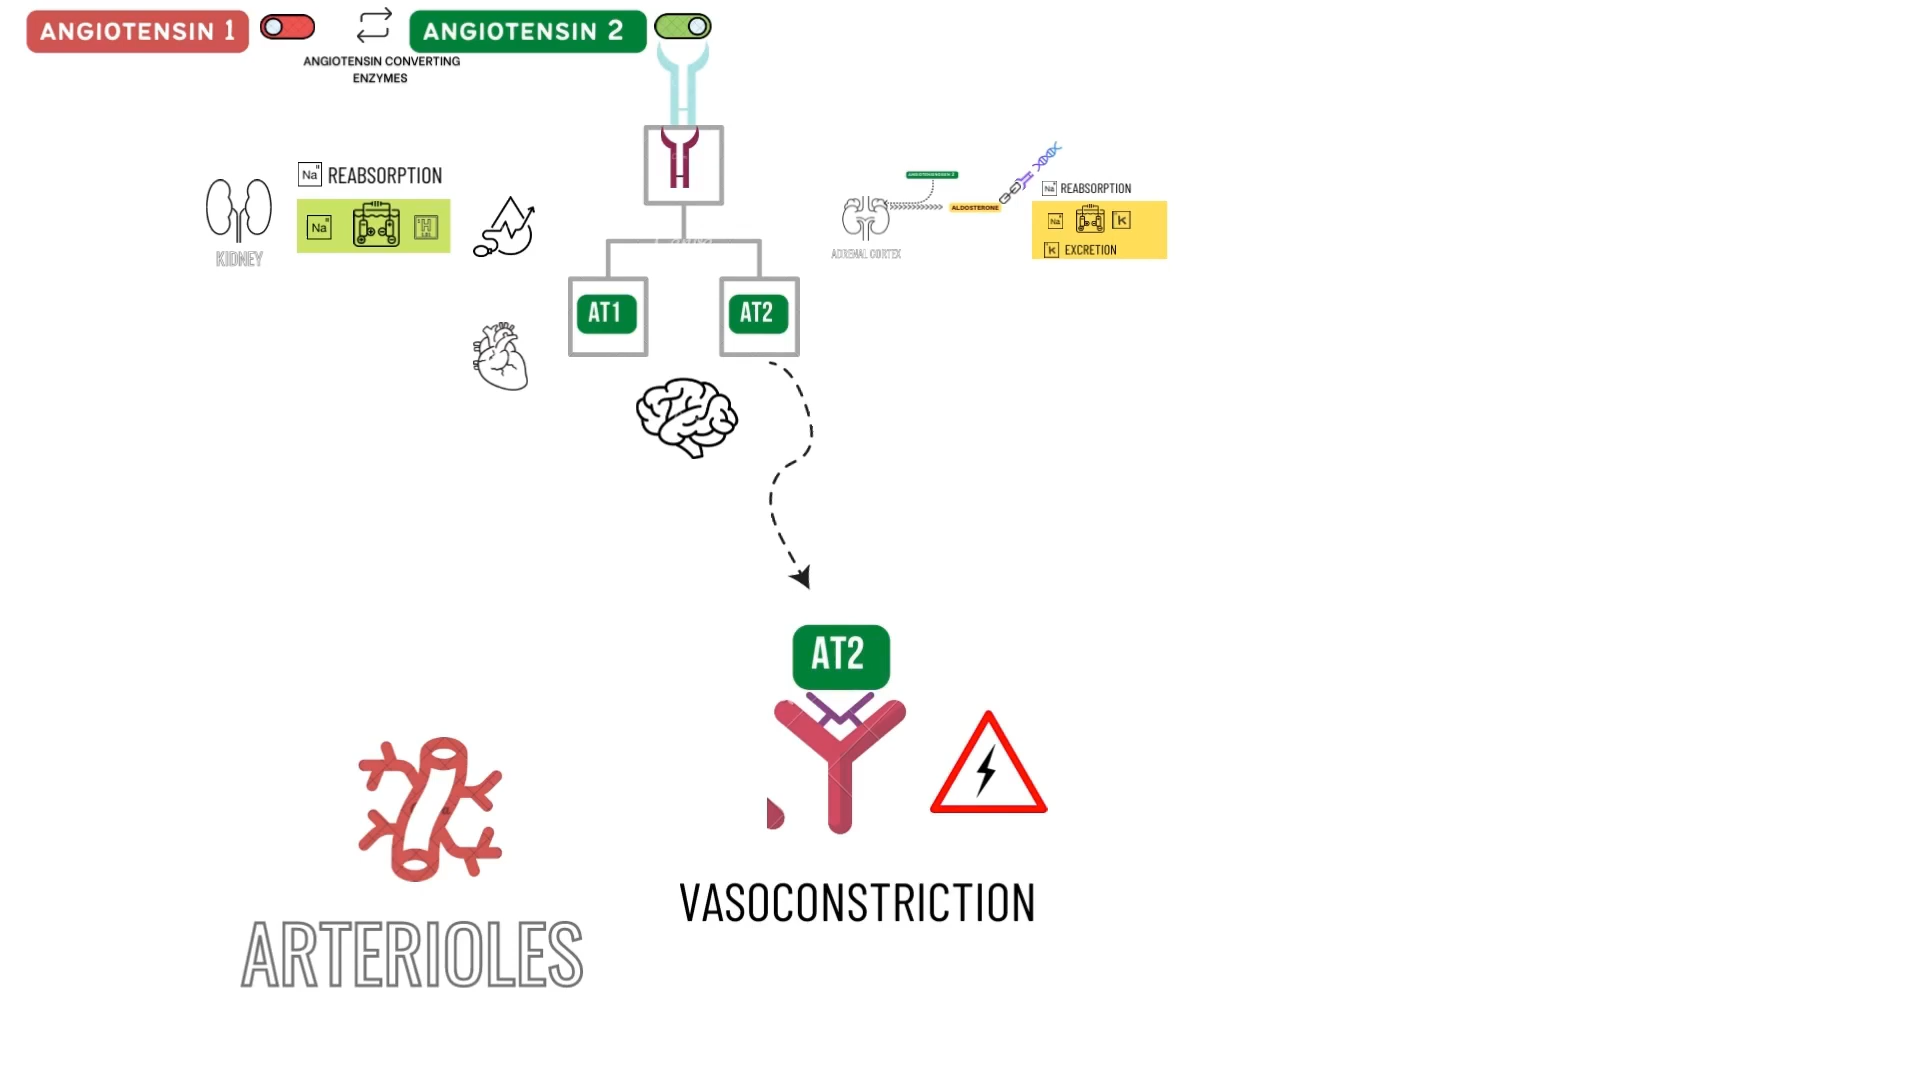 ANGIOTENSIN 1
ANGIOTENSIN 2
ANGIOTENSIN CONVERTING
ENZYMES
Na
REABSORPTION
Na
H
KIDNEY
AT1
AT2
ADRENAL CORTEX
ALDOSTERONE
Na
REABSORPTION
Na
K
K
EXCRETION
AT2
VASOCONSTRICTION
ARTERIOLES